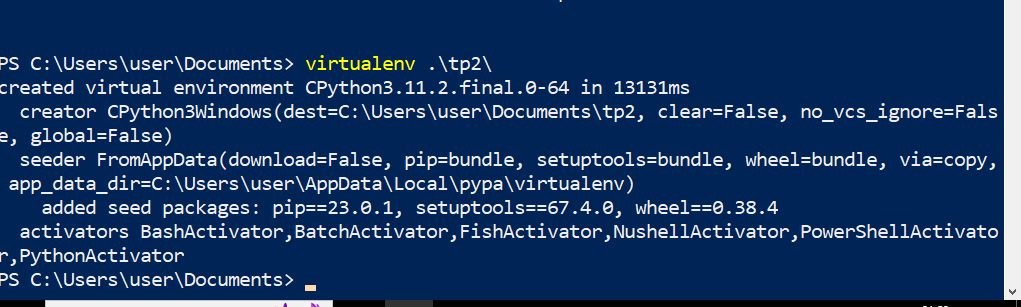 PS C:\Users\user\Documents> virtualenv .\tp2\
created virtual environment CPython3.11.2.final.0-64 in 13131ms
  creator CPython3Windows(dest=C:\Users\user\Documents\tp2, clear=False, no_vcs_ignore=Fals
e, global=False)
  seeder FromAppData(download=False, pip=bundle, setuptools=bundle, wheel=bundle, via=copy,
 app_data_dir=C:\Users\user\AppData\Local\pypa\virtualenv)
    added seed packages: pip==23.0.1, setuptools==67.4.0, wheel==0.38.4
  activators BashActivator,BatchActivator,FishActivator,NushellActivator,PowerShellActivato
r,PythonActivator
PS C:\Users\user\Documents>